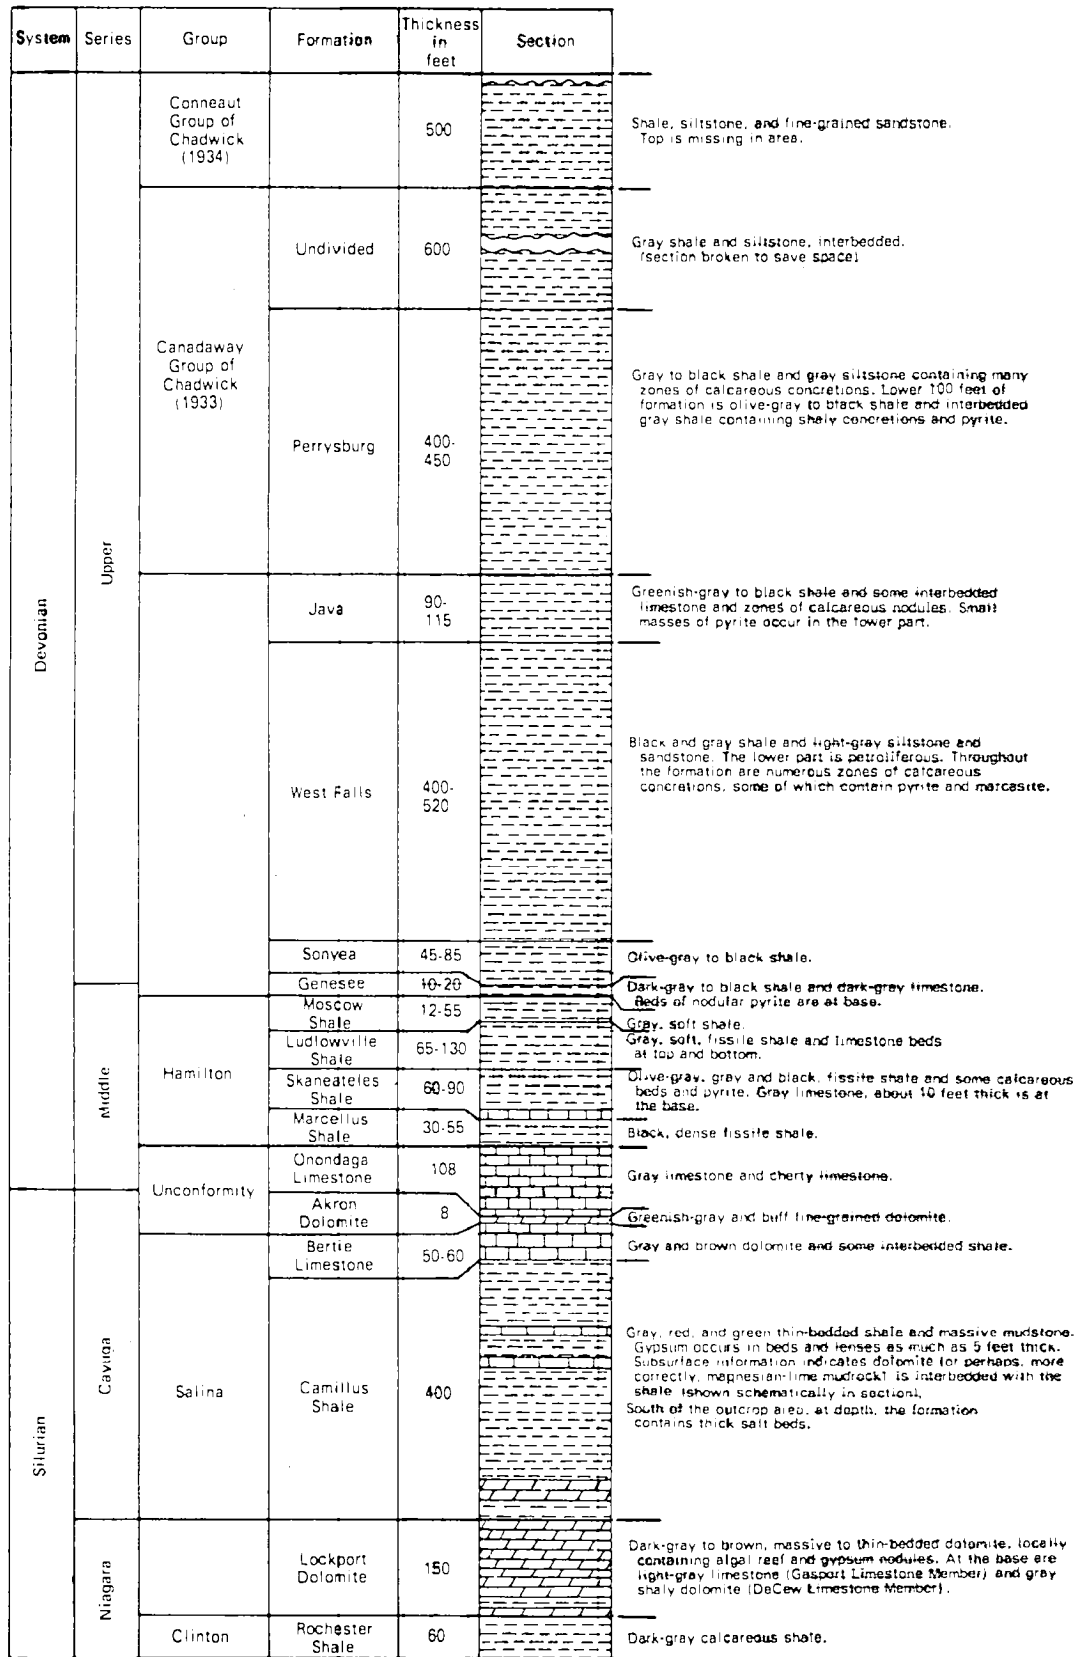 System Series Group Formation Thickness in feet Section
Conneaut
Group of
Chadwick
(1934)
500
Shale, siltstone, and fine-grained sandstone.
Top is missing in area.
Undivided 600
Gray shale and siltstone, interbedded.
(section broken to save space)
Canadaway
Group of
Chadwick
(1933)
Perrysburg
400-
450
Gray to black shale and gray siltstone containing many
zones of calcareous concretions. Lower 100 feet of
formation is olive-gray to black shale and interbedded
gray shale containing shaly concretions and pyrite.
Devonian
Upper
Java
90-
115
Greenish-gray to black shale and some interbedded
limestone and zones of calcareous nodules. Small
masses of pyrite occur in the lower part.
West Falls
400-
520
Black and gray shale and light-gray siltstone and
sandstone. The lower part is petroliferous. Throughout
the formation are numerous zones of calcareous
concretions, some of which contain pyrite and marcasite.
Sonyea 45-85
Olive-gray to black shale.
Genesee 10-20
Dark-gray to black shale and dark-gray limestone.
Beds of nodular pyrite are at base.
Middle
Hamilton
Moscow
Shale
12-55
Gray, soft shale.
Ludlowville
Shale
65-130
Gray, soft, fissile shale and limestone beds
at top and bottom.
Skaneateles
Shale
60-90
Olive-gray, gray and black, fissile shale and some calcareous
beds and pyrite. Gray limestone, about 10 feet thick is at
the base.
Marcellus
Shale
30-55
Black, dense fissile shale.
Onondaga
Limestone
108
Gray limestone and cherty limestone.
Unconformity
Silurian
Cayuga
Akron
Dolomite
8
Greenish-gray and buff fine-grained dolomite.
Bertie
Limestone
50-60
Gray and brown dolomite and some interbedded shale.
Salina
Camillus
Shale
400
Gray, red, and green thin-bedded shale and massive mudstone.
Gypsum occurs in beds and lenses as much as 5 feet thick.
Subsurface information indicates dolomite (or perhaps, more
correctly, magnesian-lime mudrock) is interbedded with the
shale (shown schematically in section).
South of the outcrop area, at depth, the formation
contains thick salt beds.
Niagara
Lockport
Dolomite
150
Dark-gray to brown, massive to thin-bedded dolomite, locally
containing algal reef and gypsum nodules. At the base are
light-gray limestone (Gasport Limestone Member) and gray
shaly dolomite (DeCew Limestone Member).
Clinton
Rochester
Shale
60
Dark-gray calcareous shale.